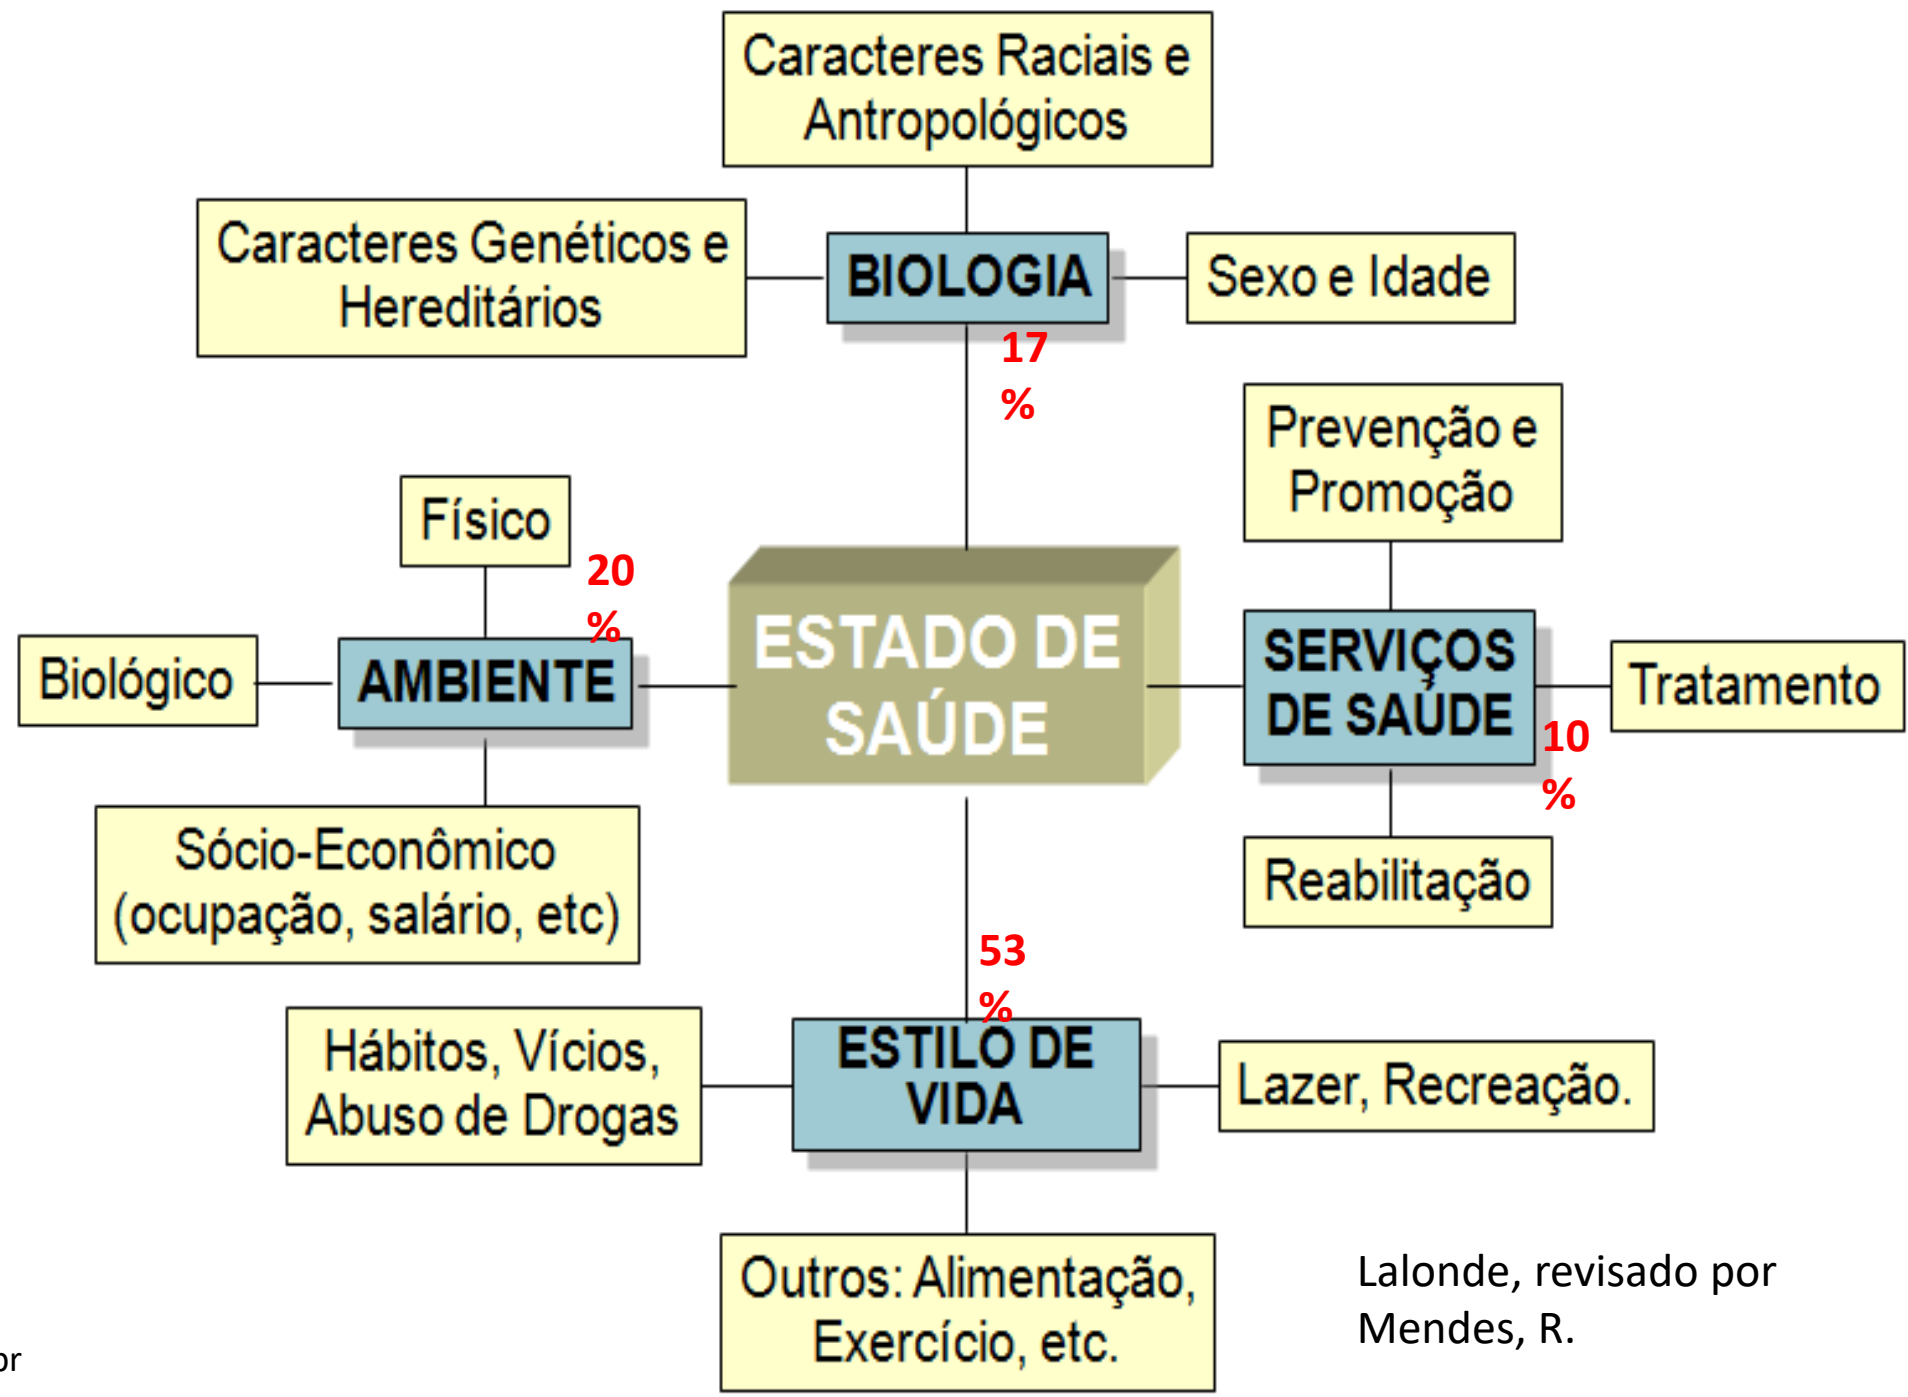 Caracteres Raciais e
Antropológicos
Caracteres Genéticos e
Hereditários
BIOLOGIA
Sexo e Idade
17
%
Prevenção e
Promoção
Físico
20
%
Biológico
AMBIENTE
ESTADO DE
SAÚDE
SERVIÇOS
DE SAÚDE
10
%
Tratamento
Sócio-Econômico
(ocupação, salário, etc)
Reabilitação
53
%
Hábitos, Vícios,
Abuso de Drogas
ESTILO DE
VIDA
Lazer, Recreação.
Outros: Alimentação,
Exercício, etc.
Lalonde, revisado por
Mendes, R.